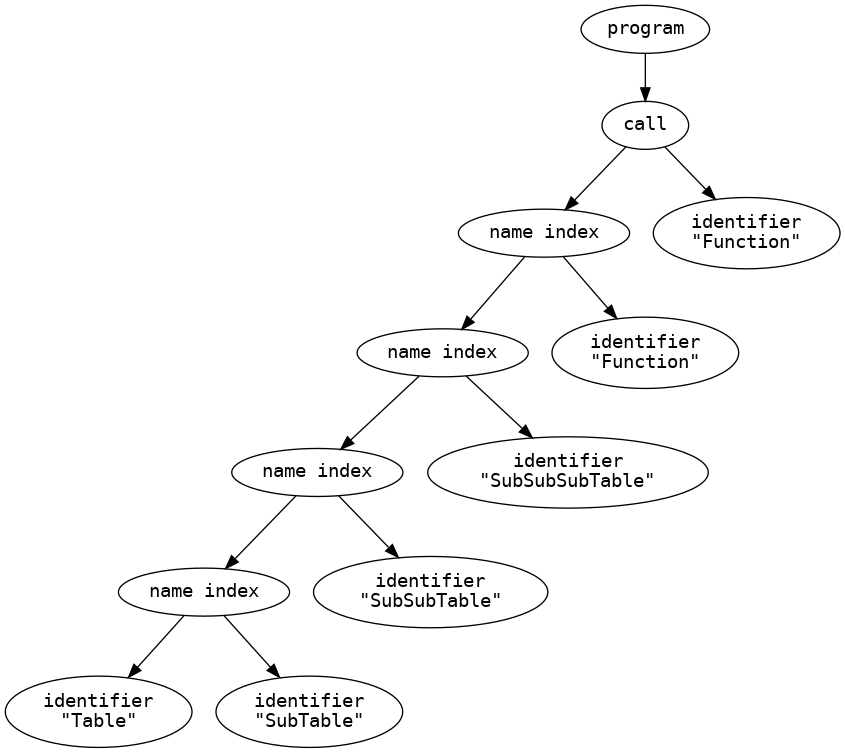 program
call
name index
identifier
"Function"
name index
identifier
"Function"
name index
identifier
"SubSubSubTable"
name index
identifier
"SubSubTable"
identifier
"Table"
identifier
"SubTable"